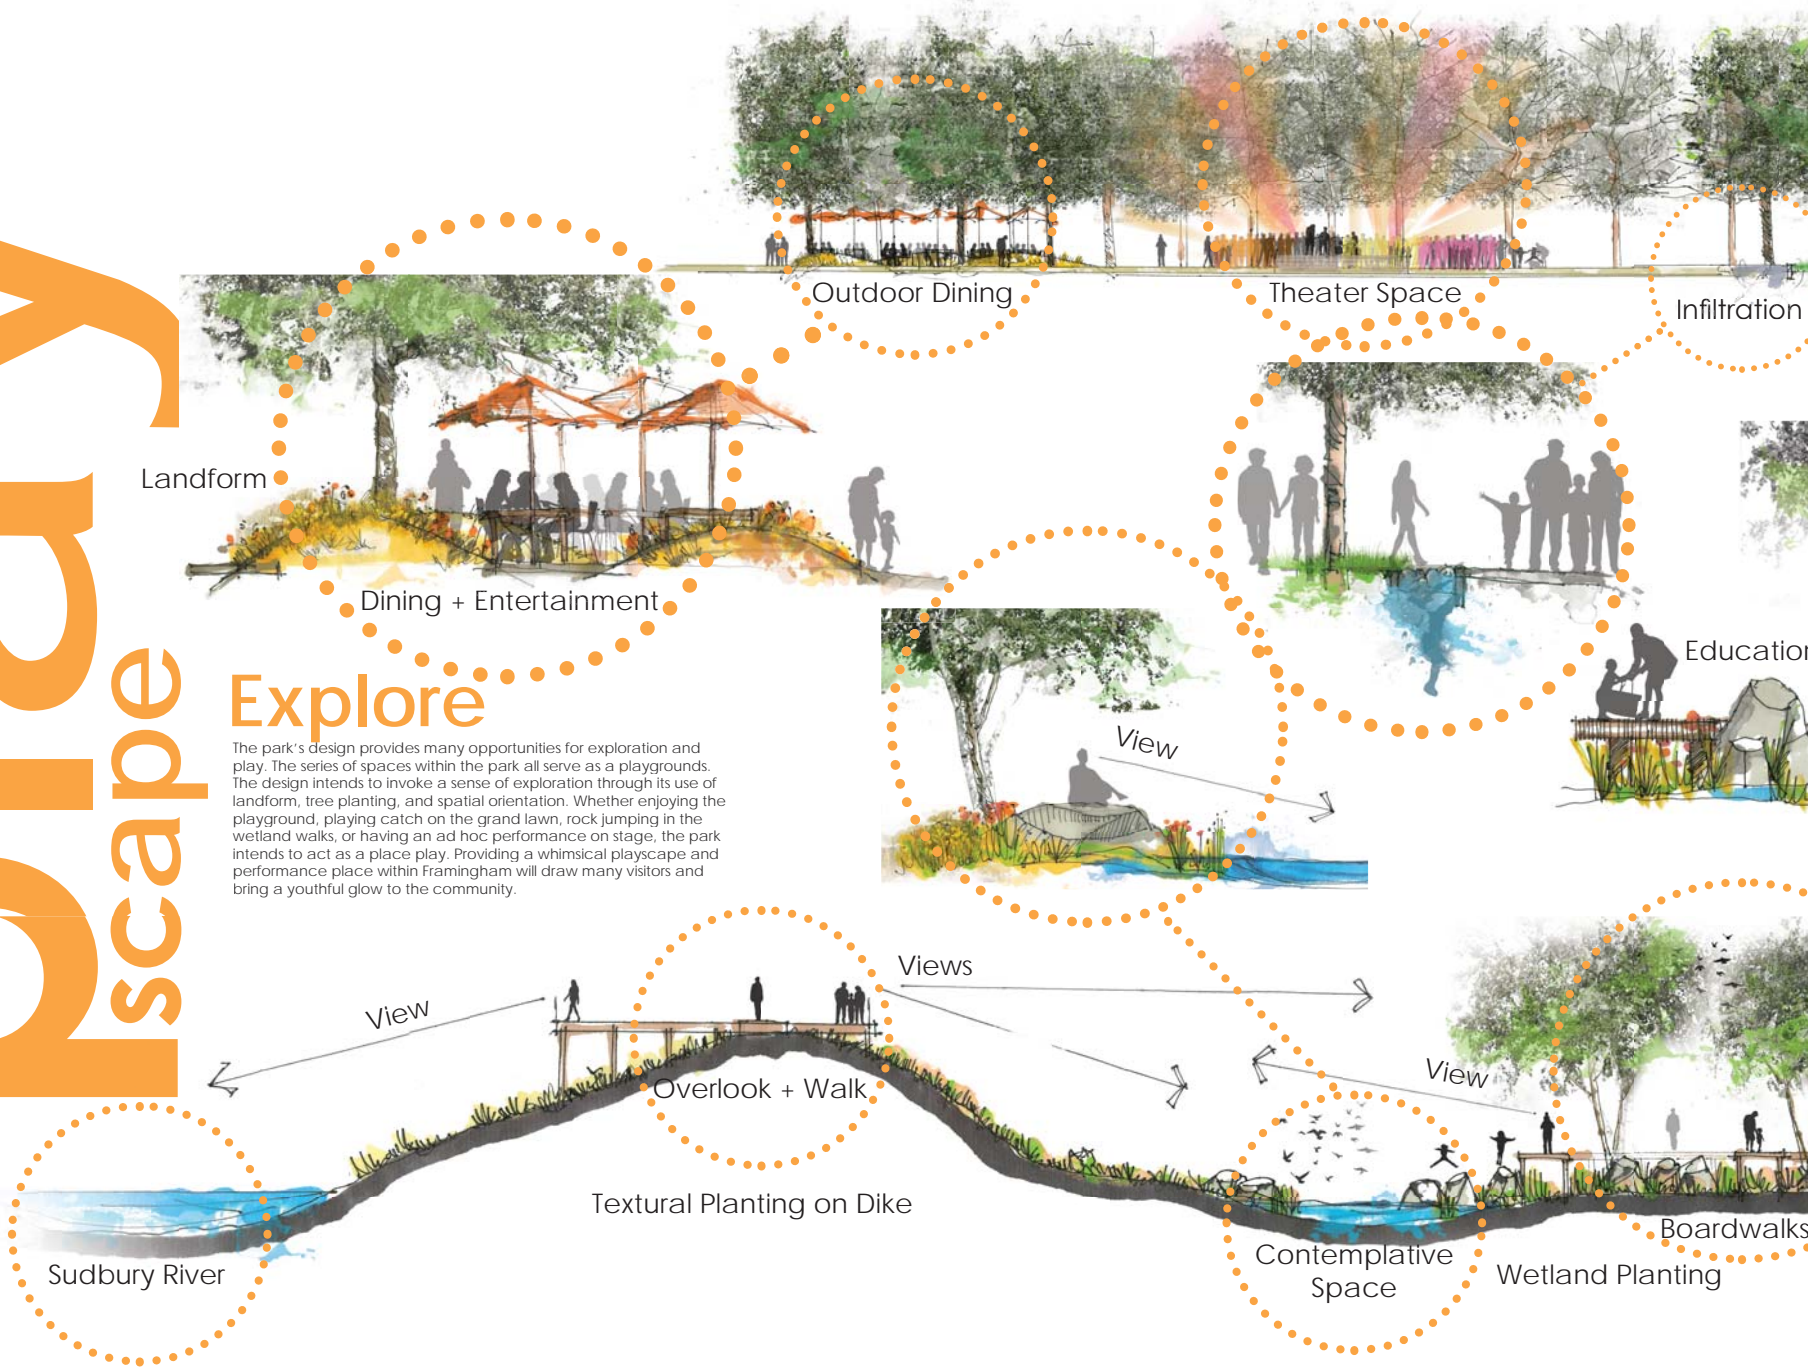 play
scape
Outdoor Dining
Theater Space
Infiltration
Landform
Dining + Entertainment
Education
Explore
The park's design provides many opportunities for exploration and
play. The series of spaces within the park all serve as a playgrounds.
The design intends to invoke a sense of exploration through its use of
landform, tree planting, and spatial orientation. Whether enjoying the
playground, playing catch on the grand lawn, rock jumping in the
wetland walks, or having an ad hoc performance on stage, the park
intends to act as a place play. Providing a whimsical playscape and
performance place within Framingham will draw many visitors and
bring a youthful glow to the community.
View
Views
View
View
Overlook + Walk
Textural Planting on Dike
Sudbury River
Contemplative
Space
Boardwalks
Wetland Planting